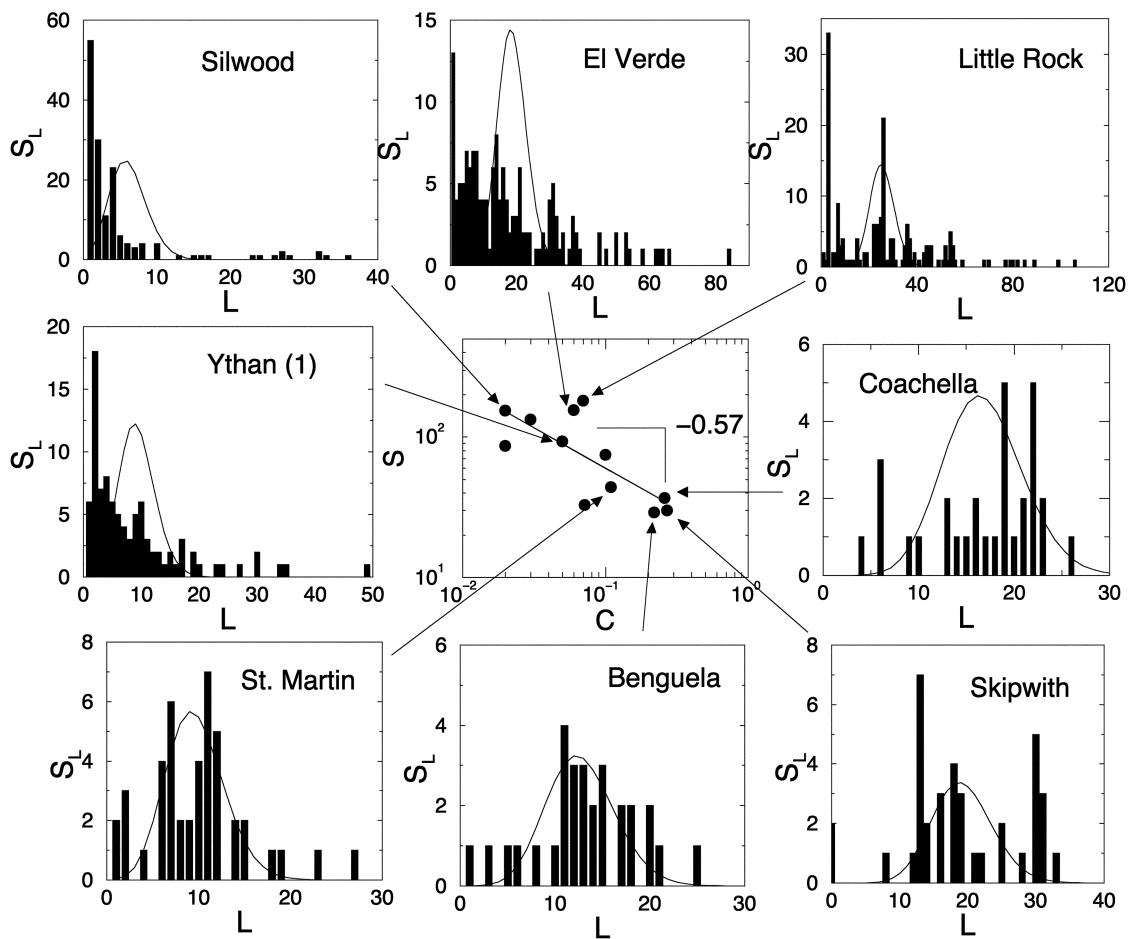 Silwood
S_L
60
40
20
0
0 10 20 30 40
L
El Verde
S_L
15
10
5
0
0 20 40 60 80
L
Little Rock
S_L
30
20
10
0
0 40 80 120
L
Ythan (1)
S_L
20
15
10
5
0
0 10 20 30 40 50
L
S
10^2
10^1
10^−2 10^−1 10^0
C
−0.57
Coachella
S_L
6
4
2
0
0 10 20 30
L
St. Martin
S_L
8
6
4
2
0
0 10 20 30
L
Benguela
S_L
6
4
2
0
0 10 20 30
L
Skipwith
S_L
8
6
4
2
0
0 10 20 30 40
L